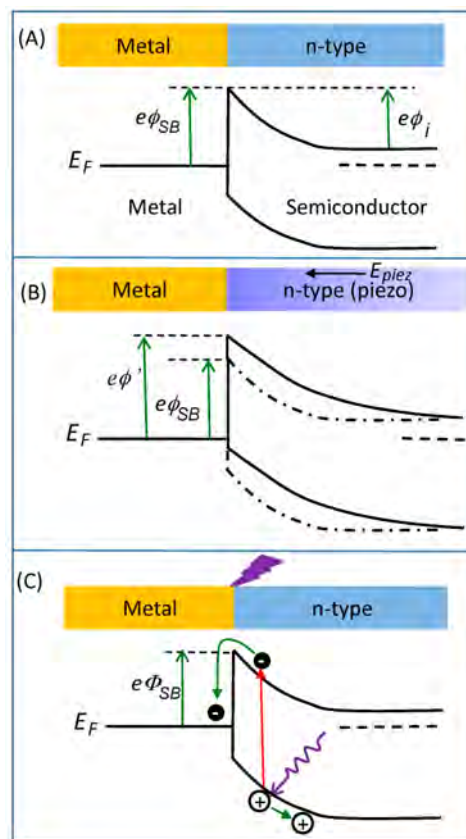 (A)
Metal n-type
eϕSB eϕi
EF
Metal Semiconductor
(B) Epiez
Metal n-type (piezo)
eϕ'
eϕSB
EF
(C)
Metal n-type
eΦSB
-
-
EF
+ +